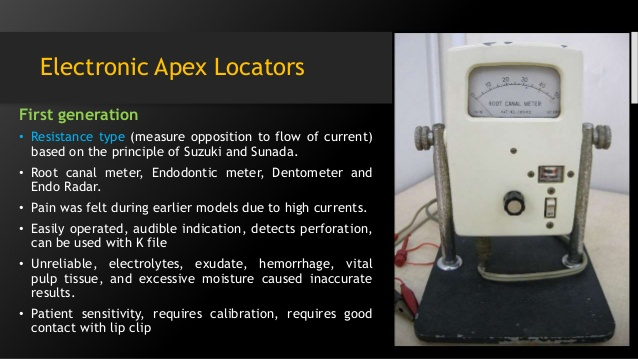 Electronic Apex Locators
First generation
• Resistance type (measure opposition to flow of current)
based on the principle of Suzuki and Sunada.
• Root canal meter, Endodontic meter, Dentometer and
Endo Radar.
• Pain was felt during earlier models due to high currents.
• Easily operated, audible indication, detects perforation,
can be used with K file
• Unreliable, electrolytes, exudate, hemorrhage, vital
pulp tissue, and excessive moisture caused inaccurate
results.
• Patient sensitivity, requires calibration, requires good
contact with lip clip
10 20 30 40
ROOT CANAL METER